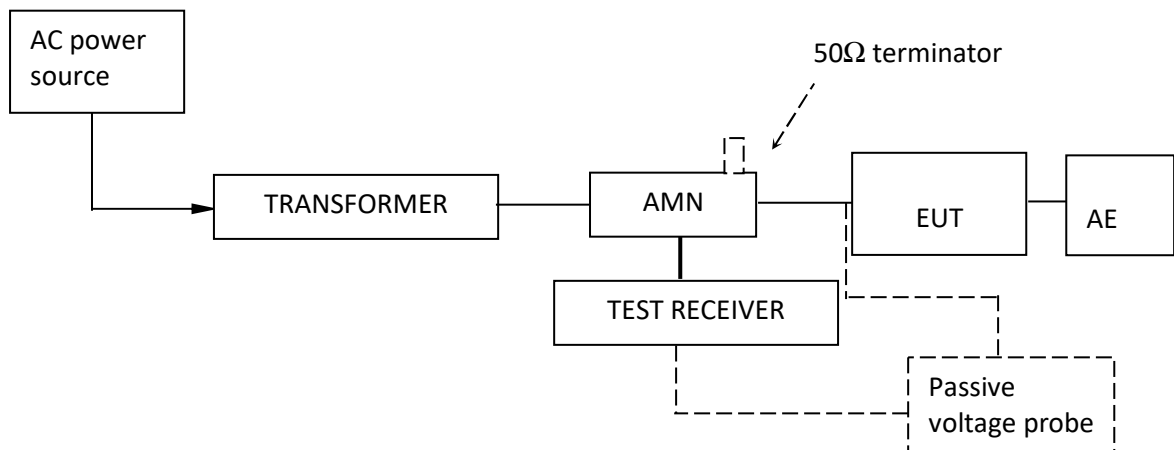 AC power
source
50Ω terminator
TRANSFORMER
AMN
EUT
AE
TEST RECEIVER
Passive
voltage probe